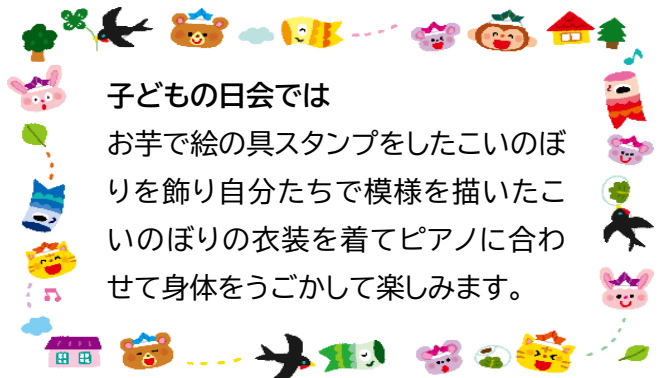 子どもの日会では
お芋で絵の具スタンプをしたこいのぼ
りを飾り自分たちで模様を描いたこ
いのぼりの衣装を着てピアノに合わ
せて身体をうごかして楽しみます。